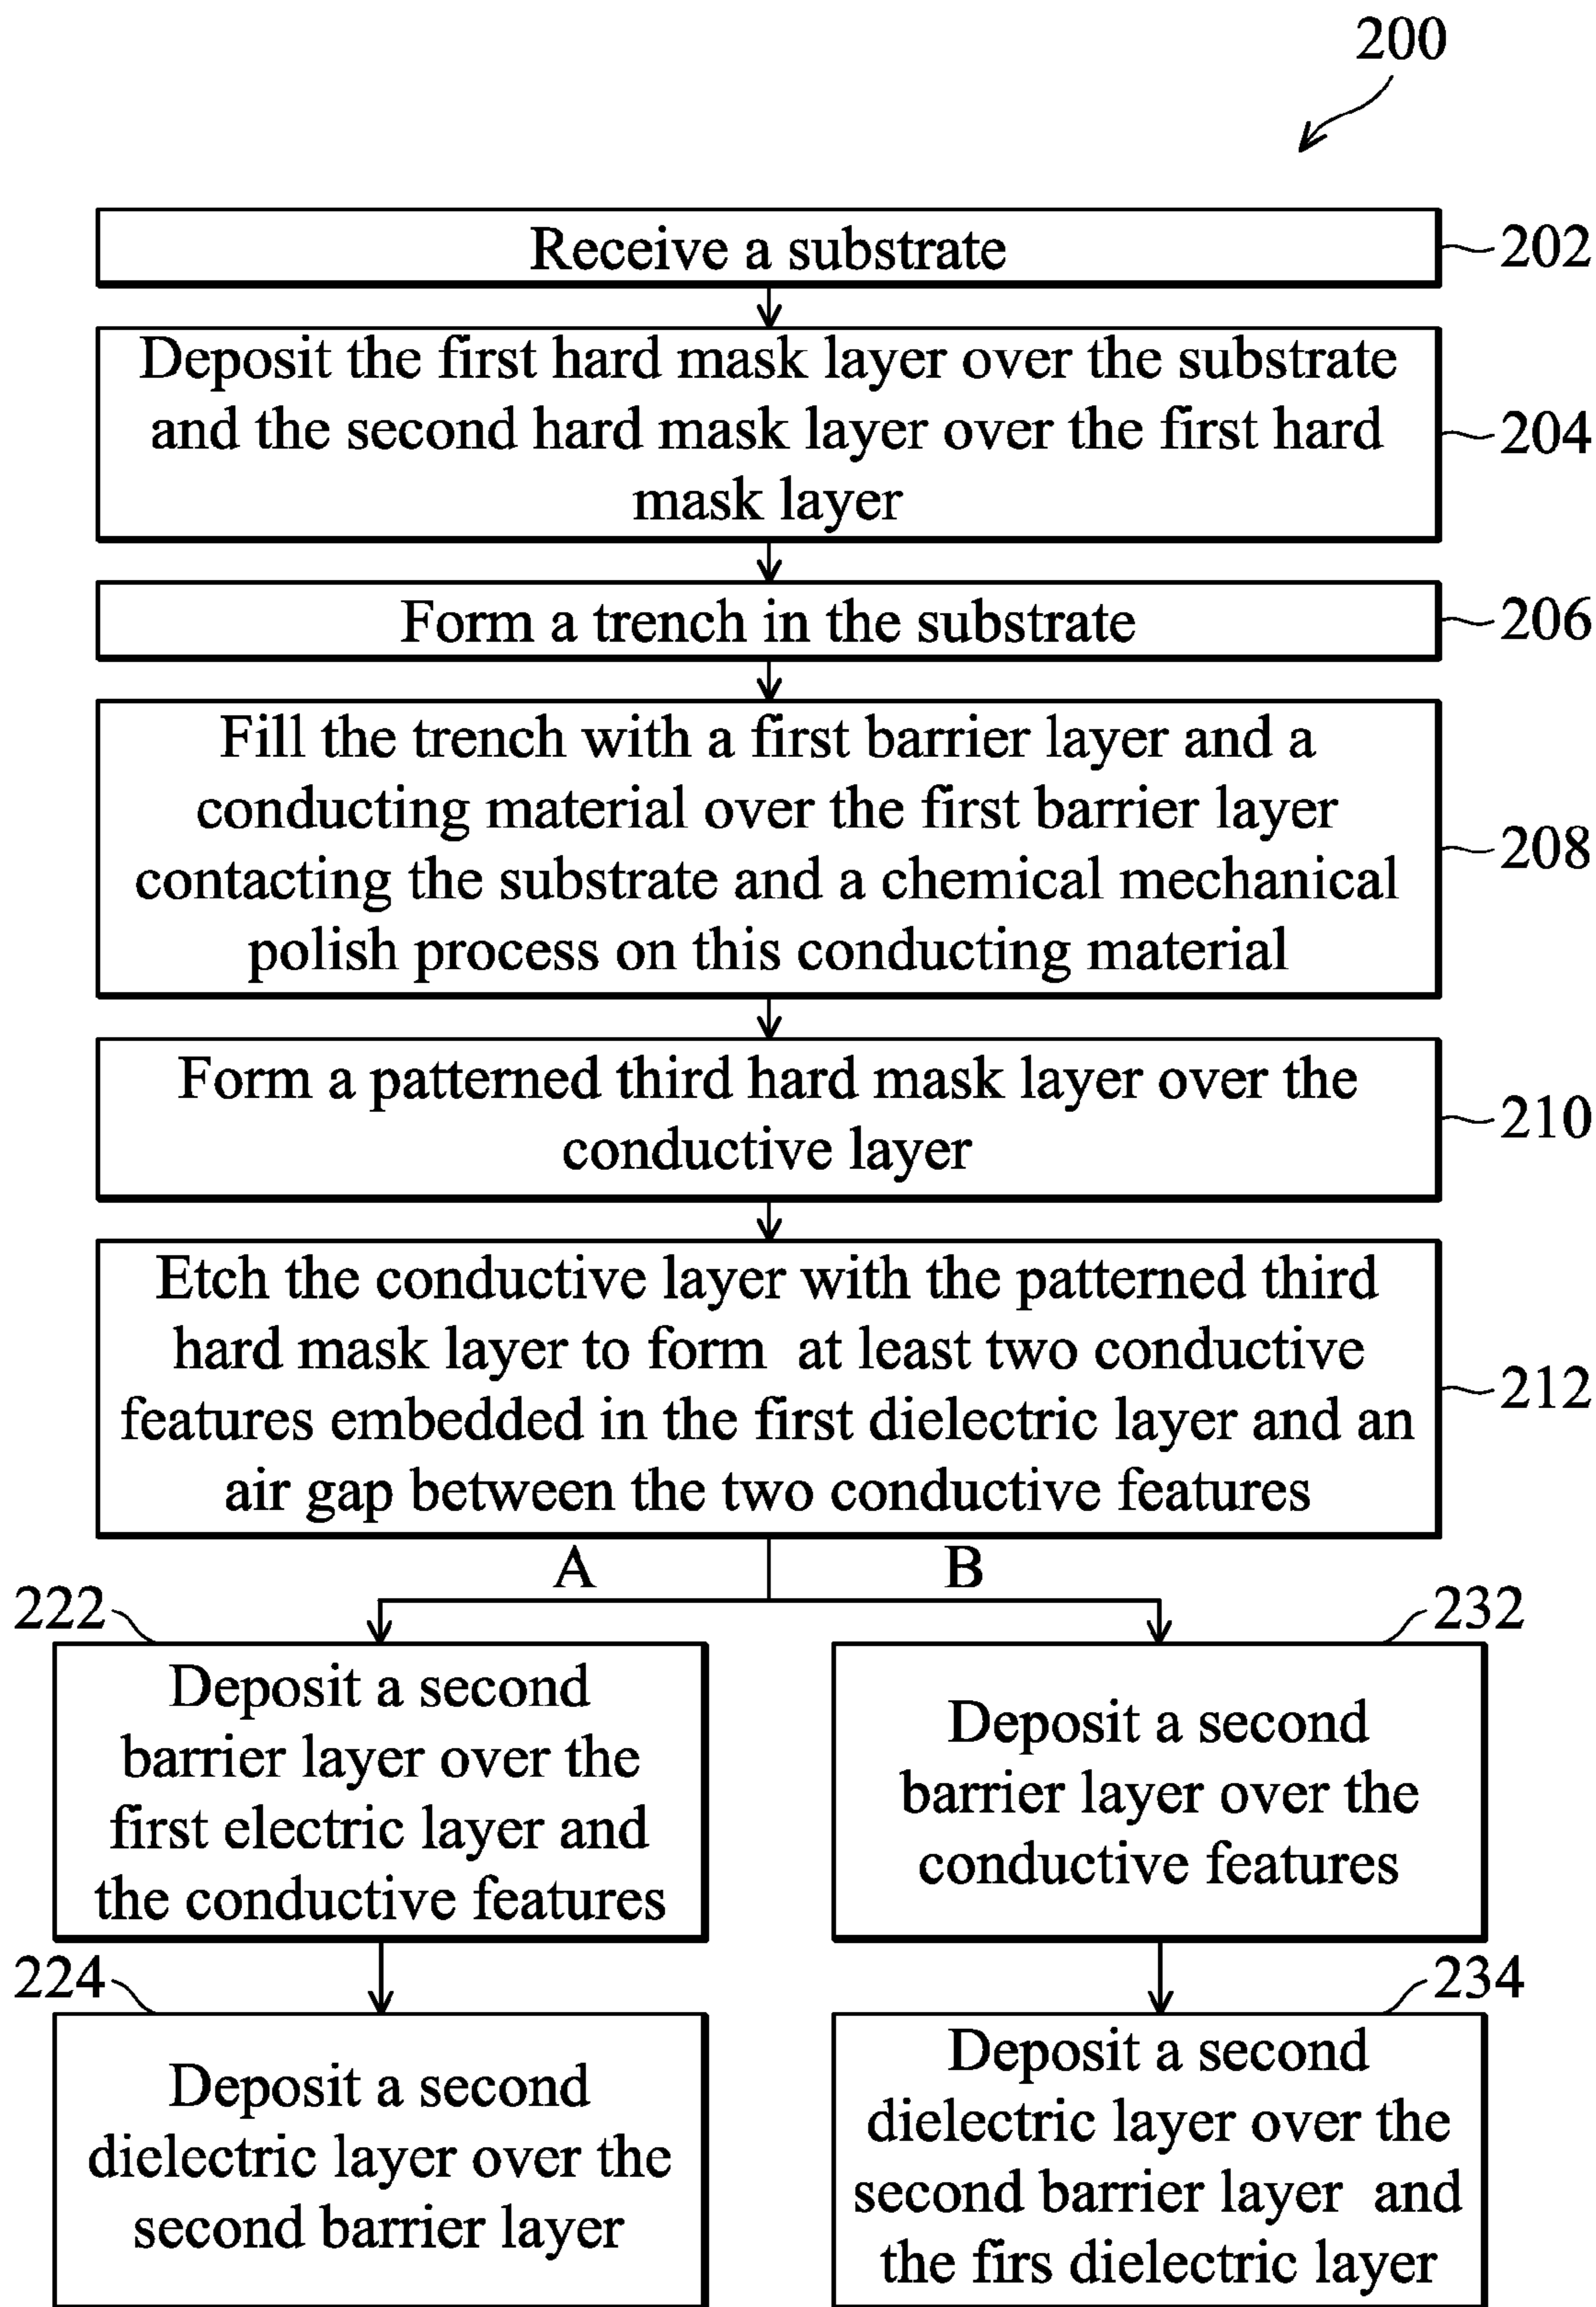 200
Receive a substrate
202
Deposit the first hard mask layer over the substrate
and the second hard mask layer over the first hard
mask layer
204
Form a trench in the substrate
206
Fill the trench with a first barrier layer and a
conducting material over the first barrier layer
contacting the substrate and a chemical mechanical
polish process on this conducting material
208
Form a patterned third hard mask layer over the
conductive layer
210
Etch the conductive layer with the patterned third
hard mask layer to form  at least two conductive
features embedded in the first dielectric layer and an
air gap between the two conductive features
212
A
B
222
Deposit a second
barrier layer over the
first electric layer and
the conductive features
232
Deposit a second
barrier layer over the
conductive features
224
Deposit a second
dielectric layer over the
second barrier layer
234
Deposit a second
dielectric layer over the
second barrier layer  and
the firs dielectric layer